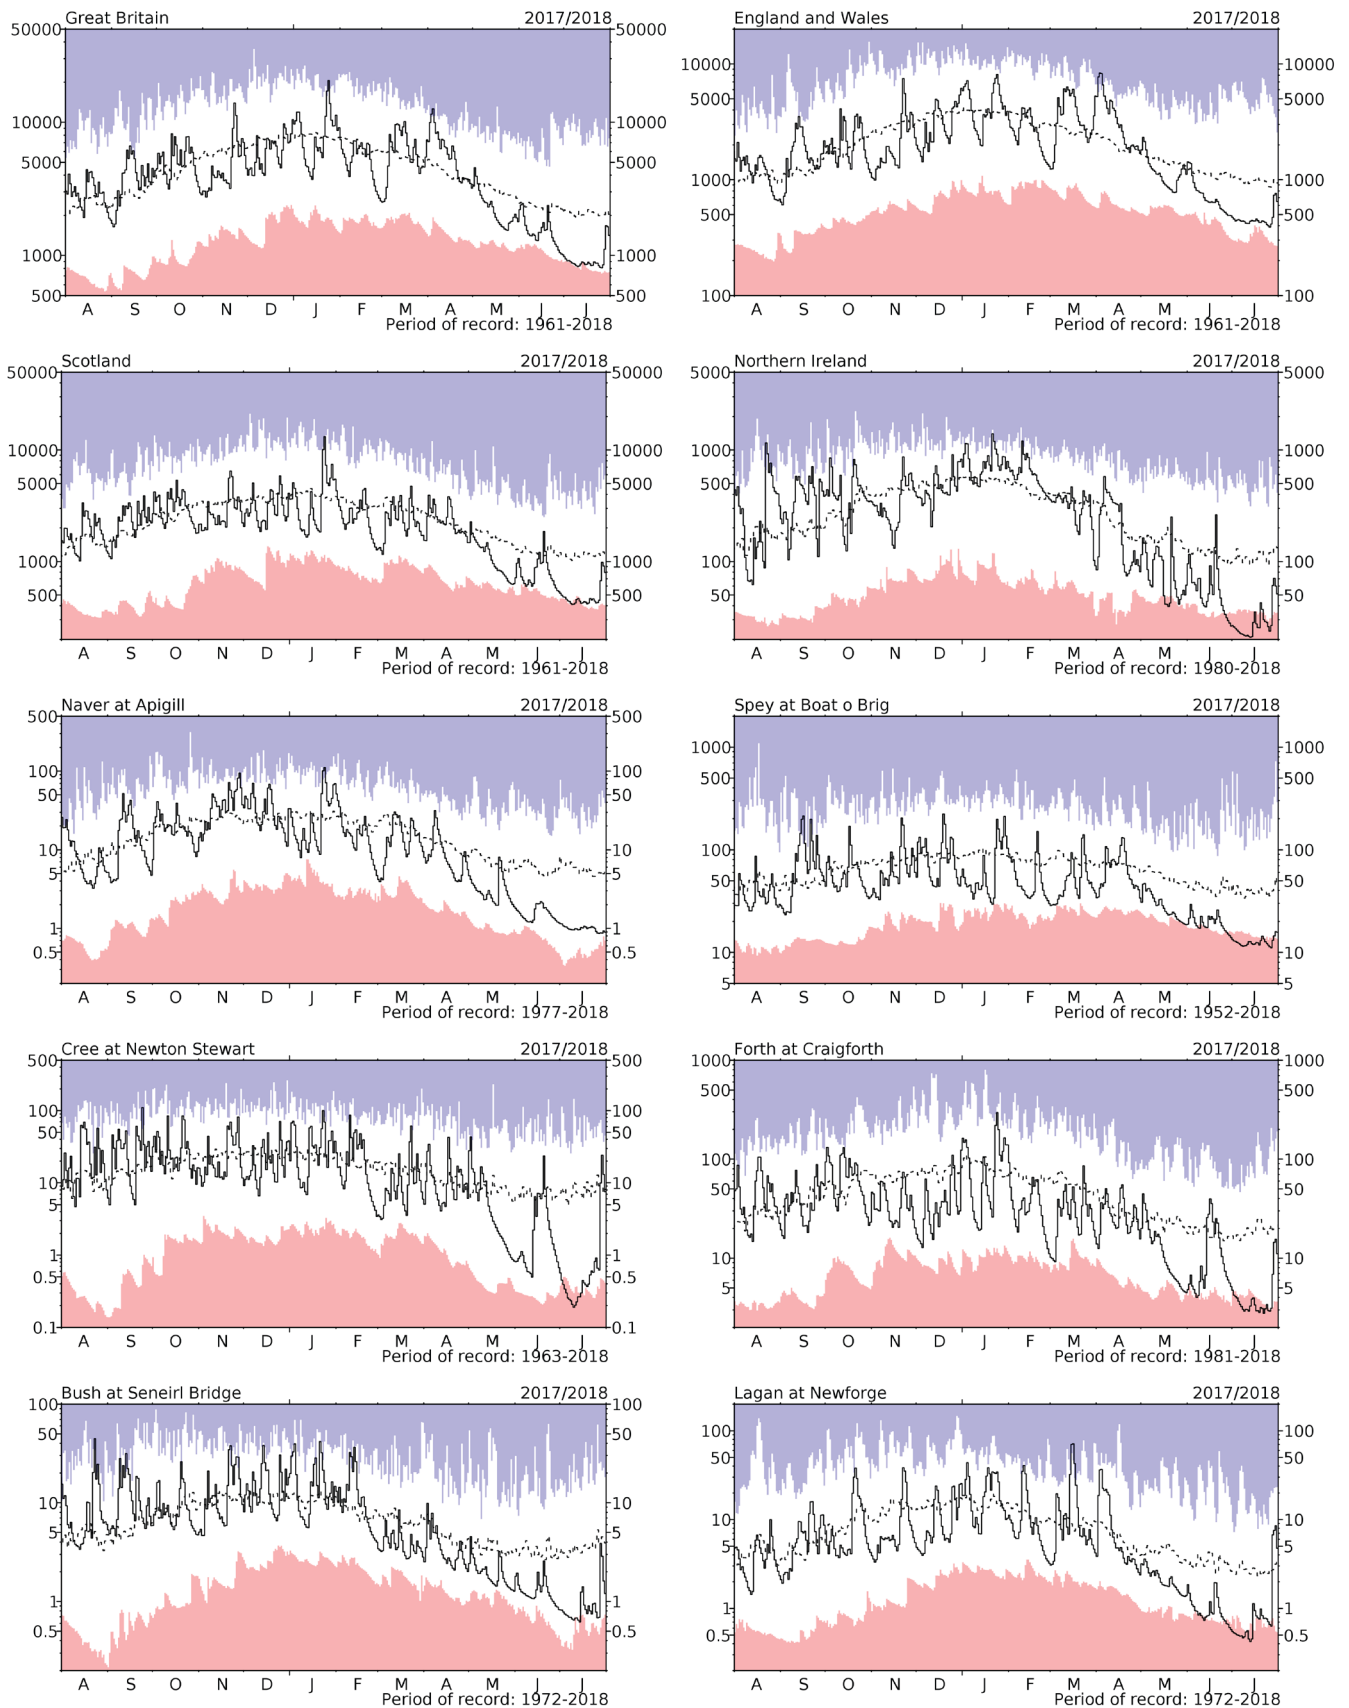 Great Britain 2017/2018
50000 50000
10000 10000
5000 5000
1000 1000
500 500
A S O N D J F M A M J J
Period of record: 1961-2018
England and Wales 2017/2018
10000 10000
5000 5000
1000 1000
500 500
100 100
A S O N D J F M A M J J
Period of record: 1961-2018
Scotland 2017/2018
50000 50000
10000 10000
5000 5000
1000 1000
500 500
A S O N D J F M A M J J
Period of record: 1961-2018
Northern Ireland 2017/2018
5000 5000
1000 1000
500 500
100 100
50 50
A S O N D J F M A M J J
Period of record: 1980-2018
Naver at Apigill 2017/2018
500 500
100 100
50 50
10 10
5 5
1 1
0.5 0.5
A S O N D J F M A M J J
Period of record: 1977-2018
Spey at Boat o Brig 2017/2018
1000 1000
500 500
100 100
50 50
10 10
5 5
A S O N D J F M A M J J
Period of record: 1952-2018
Cree at Newton Stewart 2017/2018
500 500
100 100
50 50
10 10
5 5
1 1
0.5 0.5
0.1 0.1
A S O N D J F M A M J J
Period of record: 1963-2018
Forth at Craigforth 2017/2018
1000 1000
500 500
100 100
50 50
10 10
5 5
A S O N D J F M A M J J
Period of record: 1981-2018
Bush at Seneirl Bridge 2017/2018
100 100
50 50
10 10
5 5
1 1
0.5 0.5
A S O N D J F M A M J J
Period of record: 1972-2018
Lagan at Newforge 2017/2018
100 100
50 50
10 10
5 5
1 1
0.5 0.5
A S O N D J F M A M J J
Period of record: 1972-2018